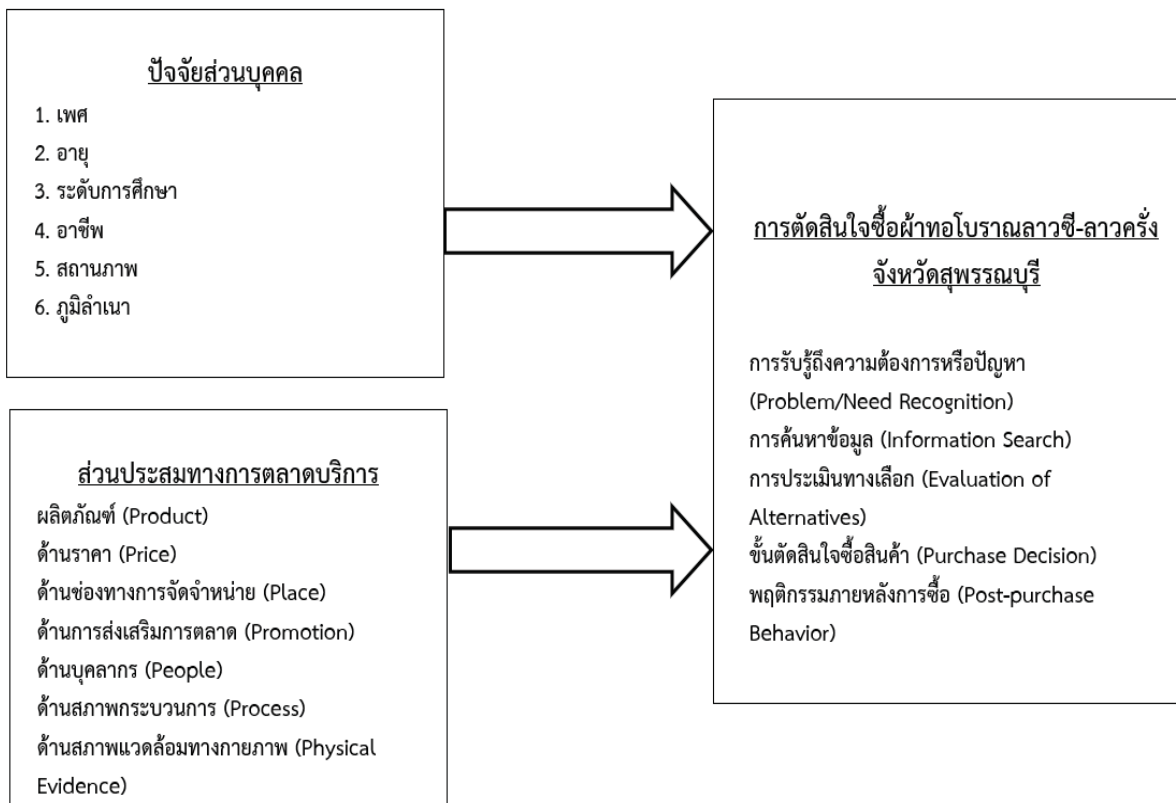 ปัจจัยส่วนบุคคล
1. เพศ
2. อายุ
3. ระดับการศึกษา
4. อาชีพ
5. สถานภาพ
6. ภูมิลำเนา
ส่วนประสมทางการตลาดบริการ
ผลิตภัณฑ์ (Product)
ด้านราคา (Price)
ด้านช่องทางการจัดจำหน่าย (Place)
ด้านการส่งเสริมการตลาด (Promotion)
ด้านบุคลากร (People)
ด้านสภาพกระบวนการ (Process)
ด้านสภาพแวดล้อมทางกายภาพ (Physical
Evidence)
การตัดสินใจซื้อผ้าทอโบราณลาวซี-ลาวครั่ง
จังหวัดสุพรรณบุรี
การรับรู้ถึงความต้องการหรือปัญหา
(Problem/Need Recognition)
การค้นหาข้อมูล (Information Search)
การประเมินทางเลือก (Evaluation of
Alternatives)
ขั้นตัดสินใจซื้อสินค้า (Purchase Decision)
พฤติกรรมภายหลังการซื้อ (Post-purchase
Behavior)